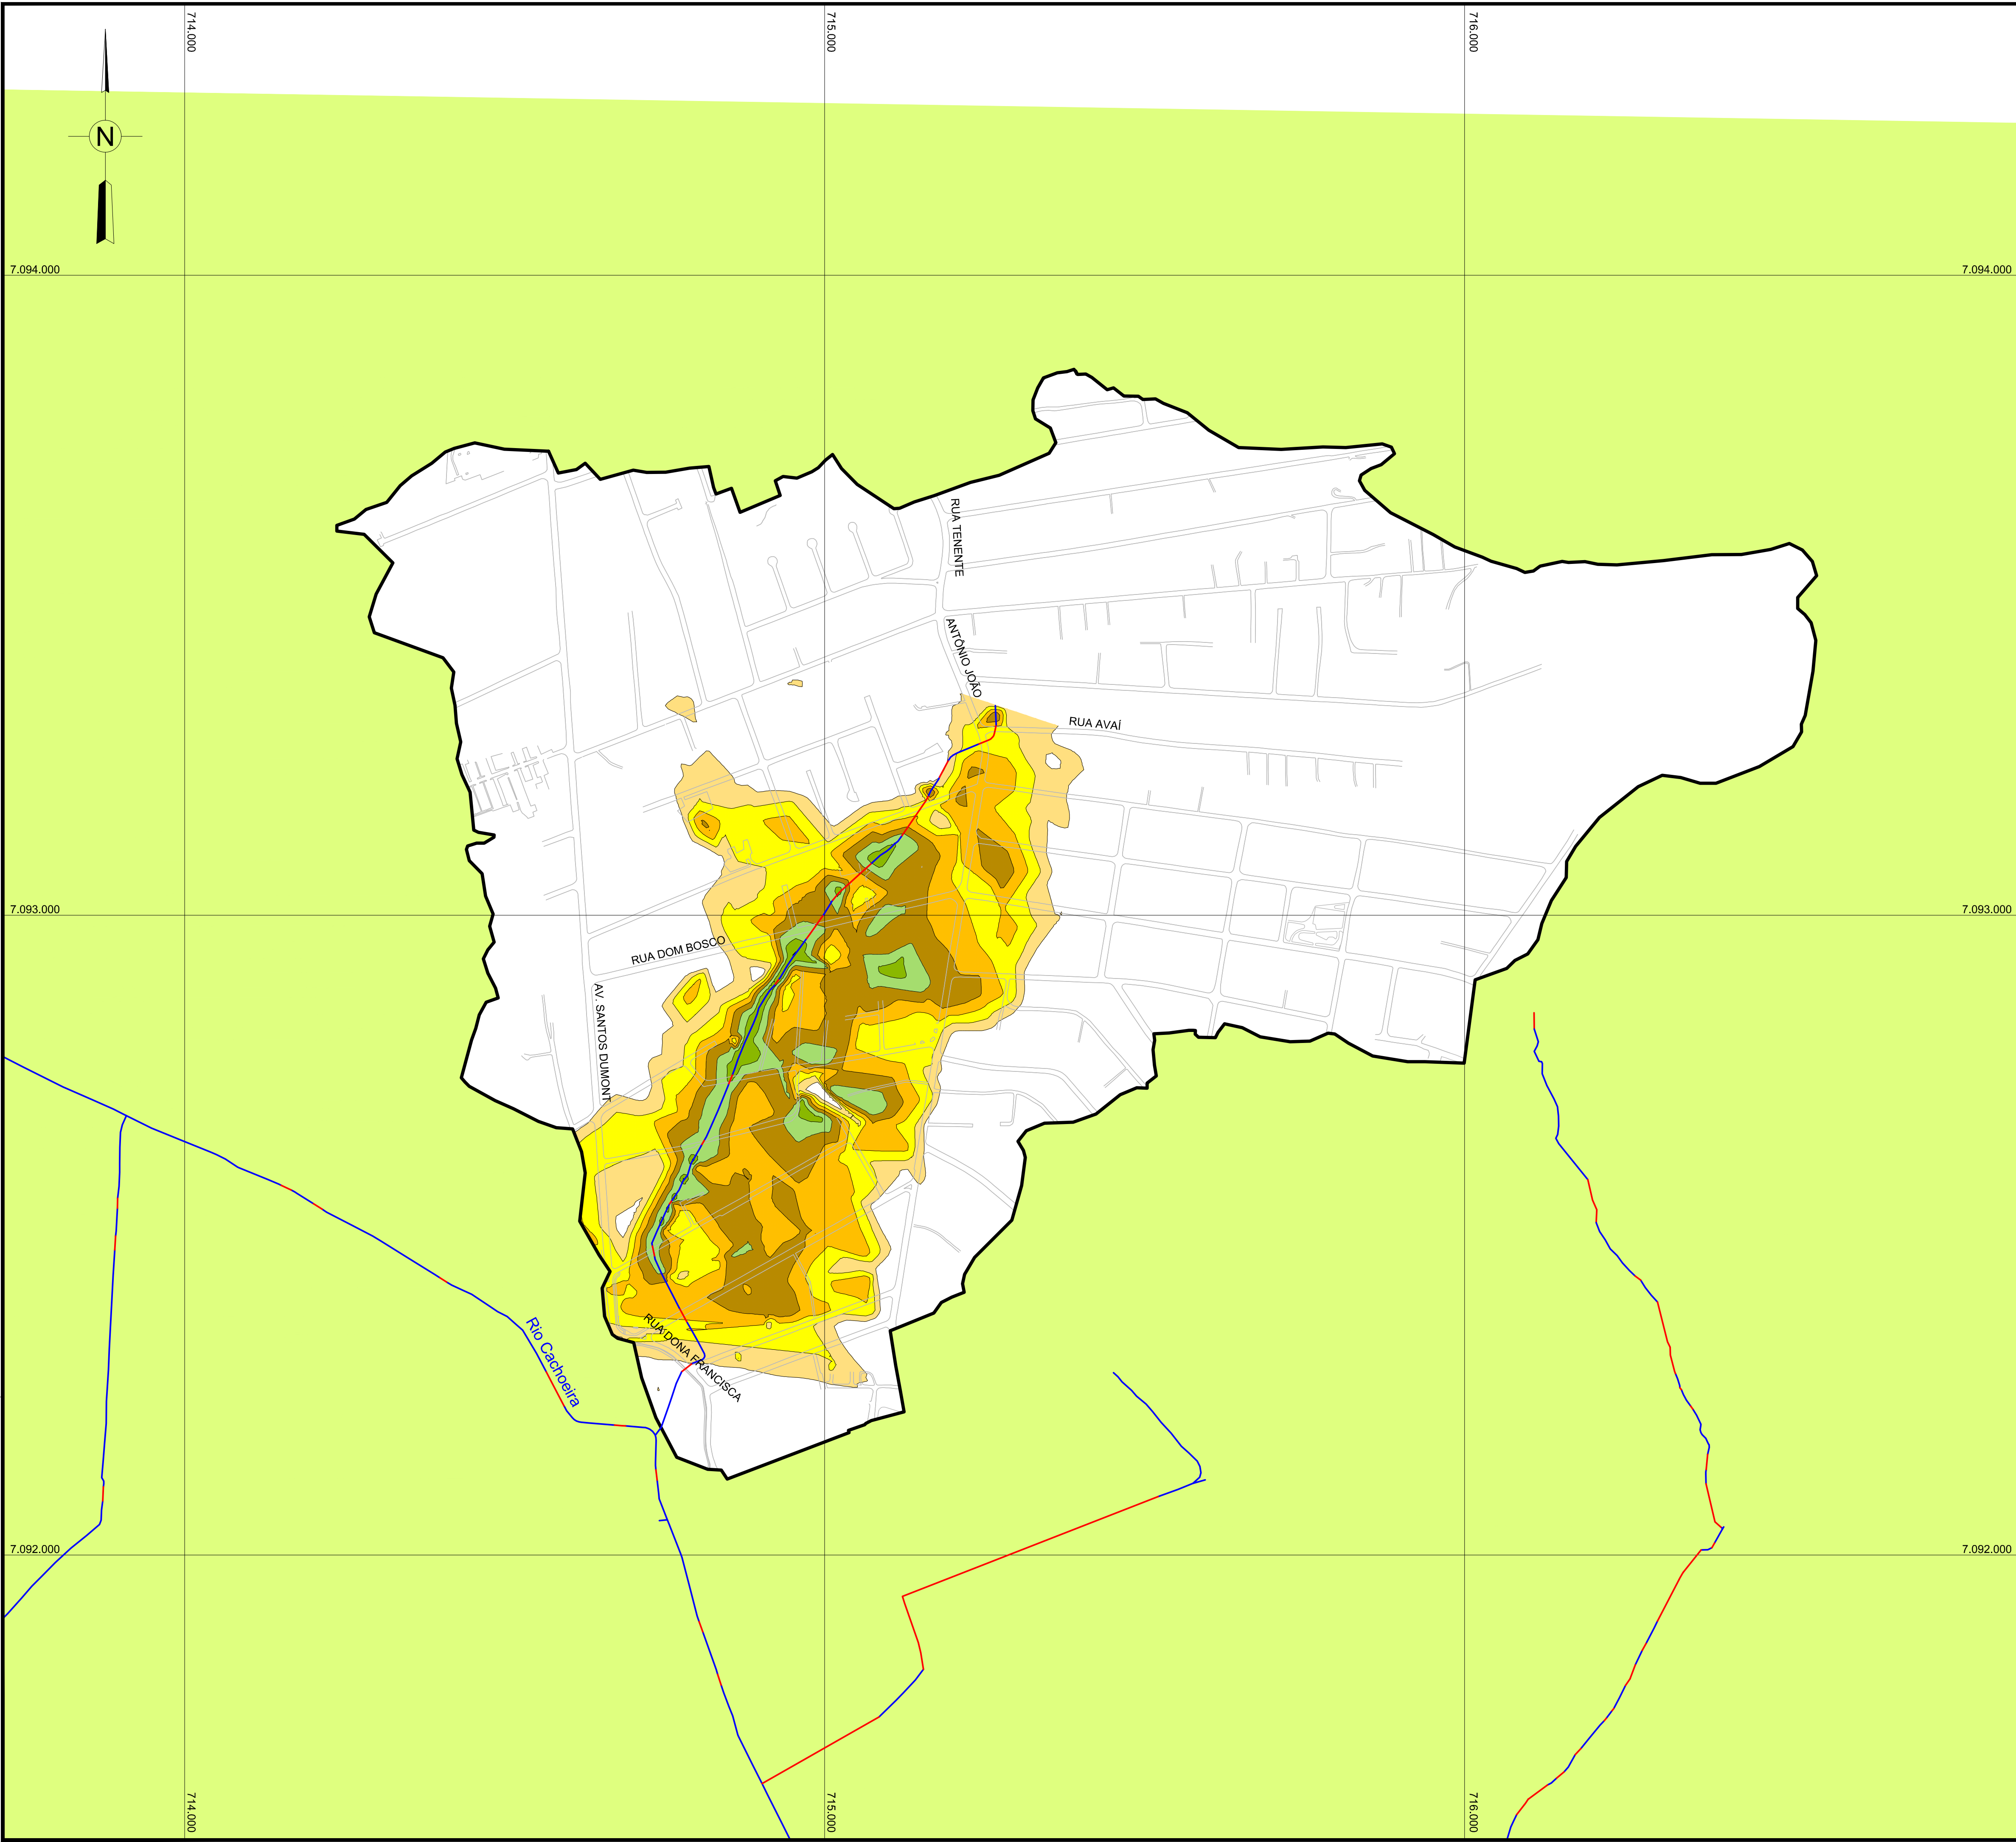 714.000
715.000
716.000
N
7.094.000
7.094.000
RUA TENENTE
ANTÔNIO JOÃO
RUA AVAÍ
7.093.000
7.093.000
RUA DOM BOSCO
AV. SANTOS DUMONT
Rio Cachoeira
RUA DONA FRANCISCA
7.092.000
7.092.000
714.000
715.000
716.000